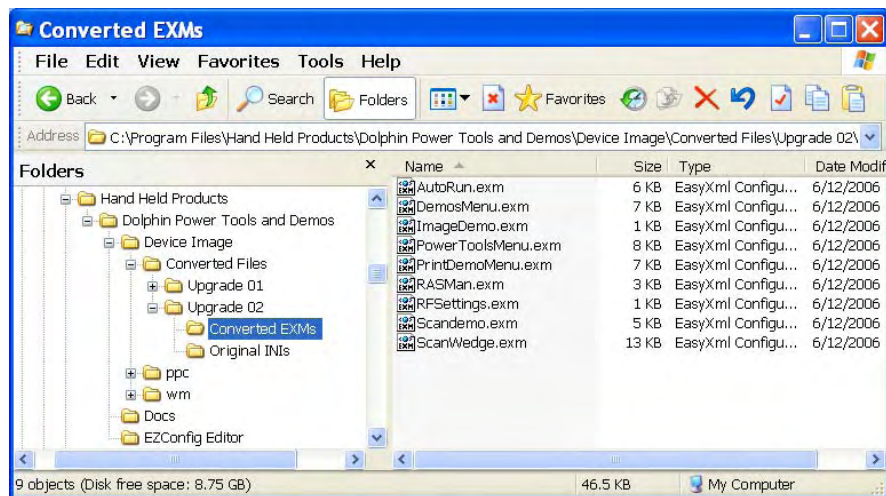 Converted EXMs
File Edit View Favorites Tools Help
Back Search Folders Favorites
Address C:\Program Files\Hand Held Products\Dolphin Power Tools and Demos\Device Image\Converted Files\Upgrade 02\
Folders x
Hand Held Products
Dolphin Power Tools and Demos
Device Image
Converted Files
Upgrade 01
Upgrade 02
Converted EXMs
Original INIs
ppc
wm
Docs
EZConfig Editor
Name Size Type Date Modif
AutoRun.exm 6 KB EasyXml Configu... 6/12/2006
DemosMenu.exm 7 KB EasyXml Configu... 6/12/2006
ImageDemo.exm 1 KB EasyXml Configu... 6/12/2006
PowerToolsMenu.exm 8 KB EasyXml Configu... 6/12/2006
PrintDemoMenu.exm 7 KB EasyXml Configu... 6/12/2006
RASMan.exm 3 KB EasyXml Configu... 6/12/2006
RFSettings.exm 1 KB EasyXml Configu... 6/12/2006
Scandemo.exm 5 KB EasyXml Configu... 6/12/2006
ScanWedge.exm 13 KB EasyXml Configu... 6/12/2006
9 objects (Disk free space: 8.75 GB) 46.5 KB My Computer